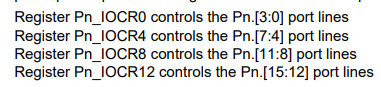 Register Pn_IOCR0 controls the Pn.[3:0] port lines
Register Pn_IOCR4 controls the Pn.[7:4] port lines
Register Pn_IOCR8 controls the Pn.[11:8] port lines
Register Pn_IOCR12 controls the Pn.[15:12] port lines